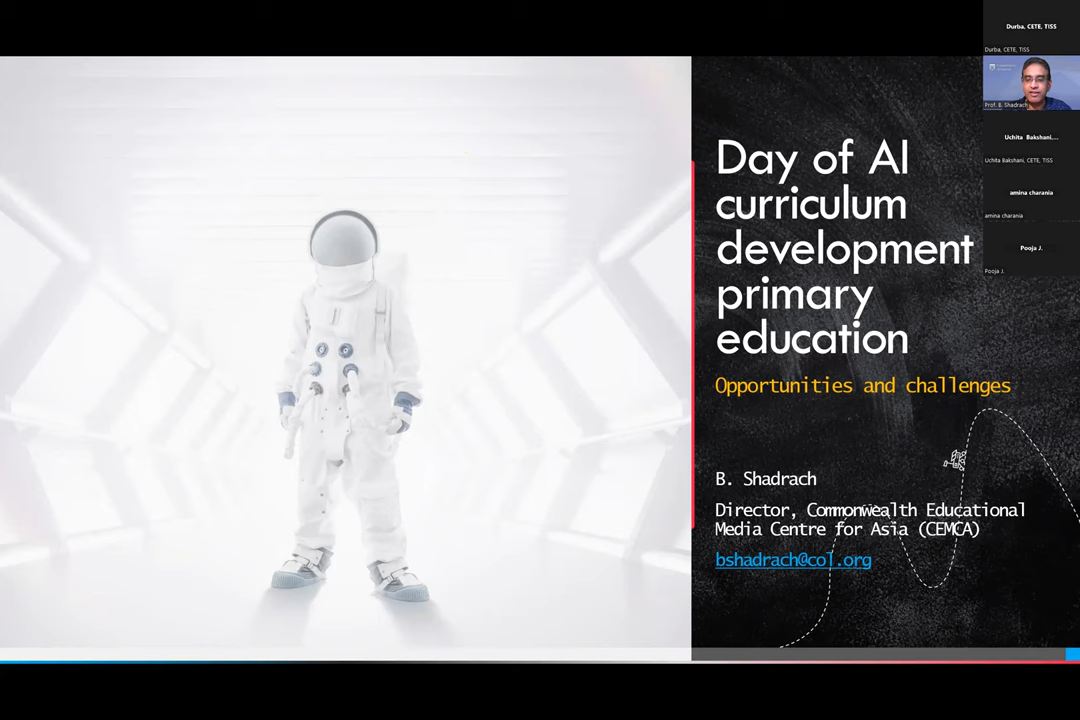 Day of AI
curriculum
development
primary
education
Opportunities and challenges
B. Shadrach
Director, Commonwealth Educational
Media Centre for Asia (CEMCA)
bshadrach@col.org
Durba, CETE, TISS
Durba, CETE, TISS
Prof. B. Shadrach
Uchita Bakshani,...
Uchita Bakshani, CETE, TISS
amina charania
amina charania
Pooja J.
Pooja J.